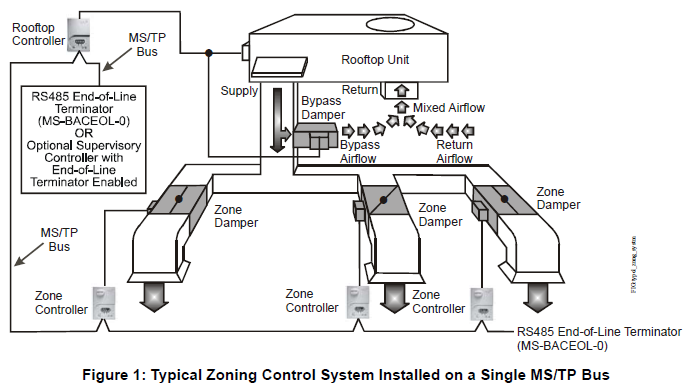 Rooftop
Controller
MS/TP
Bus
Rooftop Unit
Supply
Return
Bypass
Damper
Mixed Airflow
RS485 End-of-Line
Terminator
(MS-BACEOL-0)
OR
Optional Supervisory
Controller with
End-of-Line
Terminator Enabled
Bypass
Airflow
Return
Airflow
Zone
Damper
Zone
Damper
Zone
Damper
MS/TP
Bus
Zone
Controller
Zone
Controller
Zone
Controller
RS485 End-of-Line Terminator
(MS-BACEOL-0)
Figure 1: Typical Zoning Control System Installed on a Single MS/TP Bus